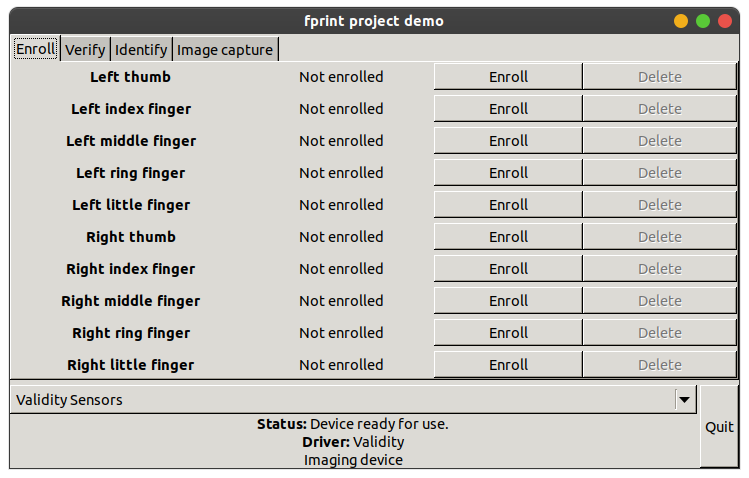 fprint project demo
Enroll Verify Identify Image capture
Left thumb Not enrolled Enroll Delete
Left index finger Not enrolled Enroll Delete
Left middle finger Not enrolled Enroll Delete
Left ring finger Not enrolled Enroll Delete
Left little finger Not enrolled Enroll Delete
Right thumb Not enrolled Enroll Delete
Right index finger Not enrolled Enroll Delete
Right middle finger Not enrolled Enroll Delete
Right ring finger Not enrolled Enroll Delete
Right little finger Not enrolled Enroll Delete
Validity Sensors
Status: Device ready for use.
Driver: Validity
Imaging device
Quit